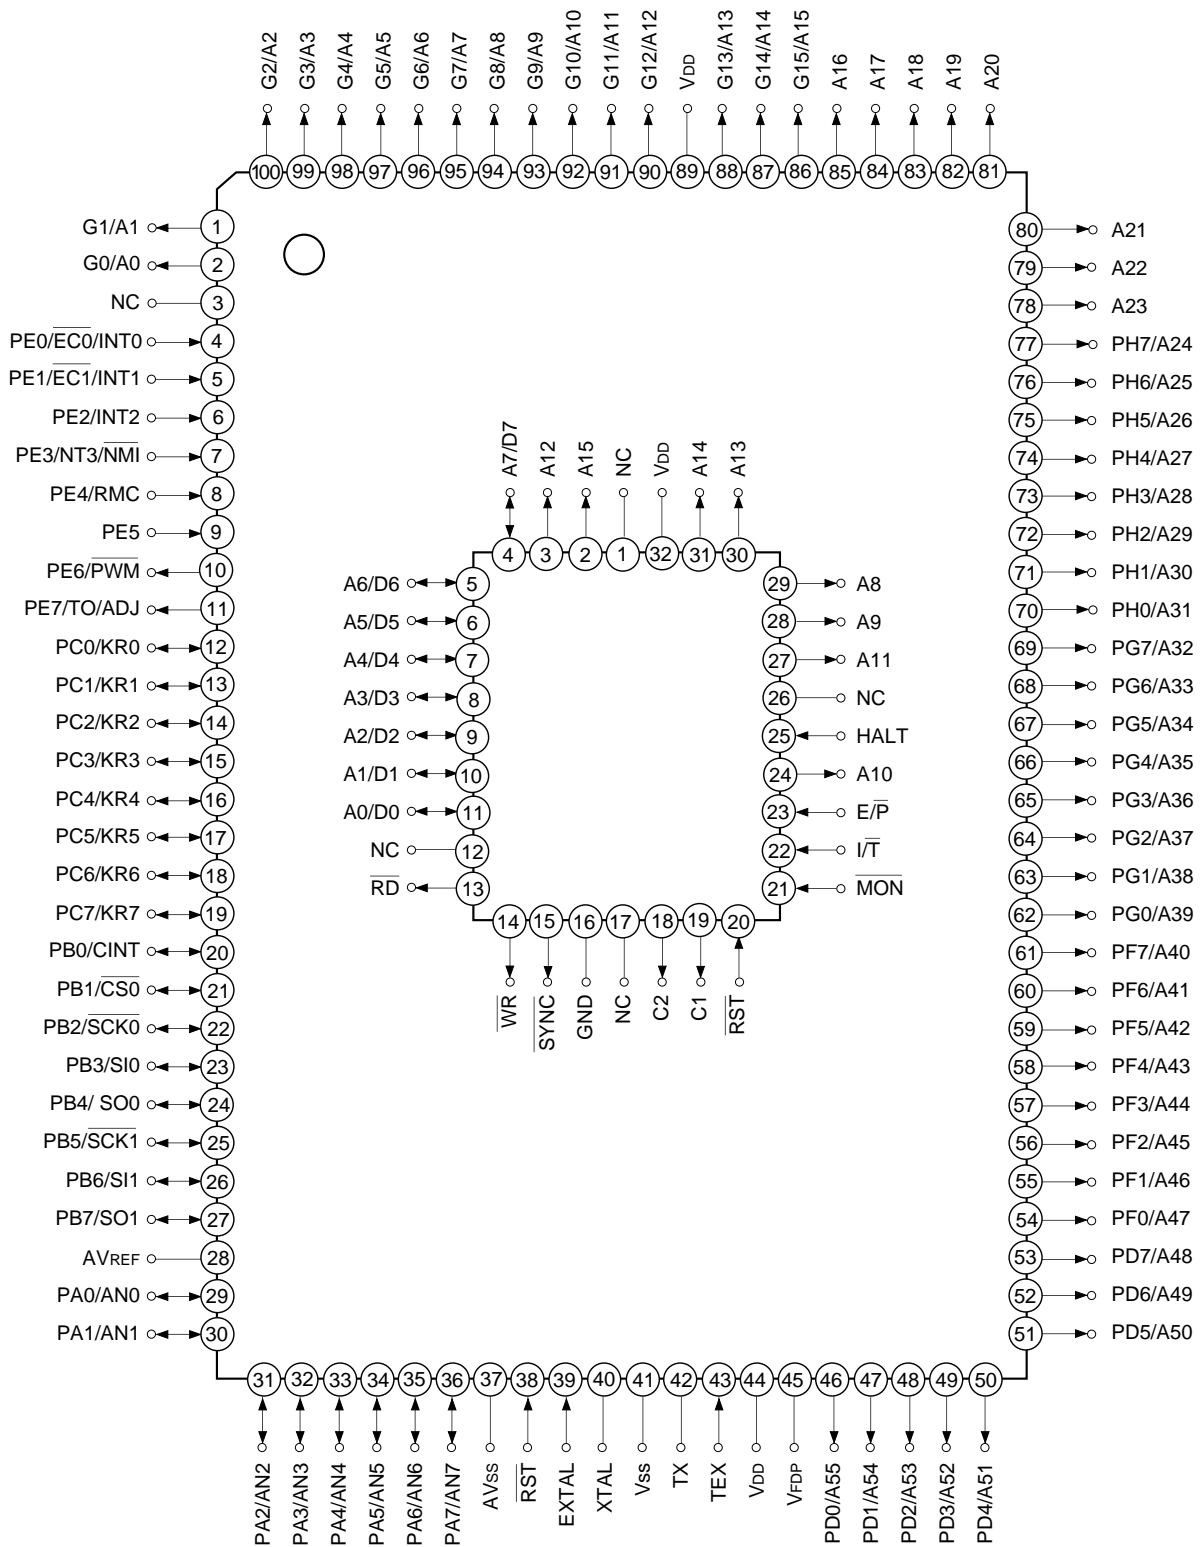 G2/A2
G3/A3
G4/A4
G5/A5
G6/A6
G7/A7
G8/A8
G9/A9
G10/A10
G11/A11
G12/A12
VDD
G13/A13
G14/A14
G15/A15
A16
A17
A18
A19
A20
100 99 98 97 96 95 94 93 92 91 90 89 88 87 86 85 84 83 82 81
G1/A1 1
G0/A0 2
NC 3
PE0/E̅C̅0̅/INT0 4
PE1/E̅C̅1̅/INT1 5
PE2/INT2 6
PE3/NT3/N̅M̅I̅ 7
PE4/RMC 8
PE5 9
PE6/P̅W̅M̅ 10
PE7/TO/ADJ 11
PC0/KR0 12
PC1/KR1 13
PC2/KR2 14
PC3/KR3 15
PC4/KR4 16
PC5/KR5 17
PC6/KR6 18
PC7/KR7 19
PB0/CINT 20
PB1/C̅S̅0̅ 21
PB2/S̅C̅K̅0̅ 22
PB3/SI0 23
PB4/ SO0 24
PB5/S̅C̅K̅1̅ 25
PB6/SI1 26
PB7/SO1 27
AVREF 28
PA0/AN0 29
PA1/AN1 30
A7/D7
A12
A15
NC
VDD
A14
A13
4 3 2 1 32 31 30
A6/D6 5
A5/D5 6
A4/D4 7
A3/D3 8
A2/D2 9
A1/D1 10
A0/D0 11
NC 12
R̅D̅ 13
29 A8
28 A9
27 A11
26 NC
25 HALT
24 A10
23 E/P̅
22 I/T̅
21 M̅O̅N̅
14 15 16 17 18 19 20
W̅R̅
S̅Y̅N̅C̅
GND
NC
C2
C1
R̅S̅T̅
80 A21
79 A22
78 A23
77 PH7/A24
76 PH6/A25
75 PH5/A26
74 PH4/A27
73 PH3/A28
72 PH2/A29
71 PH1/A30
70 PH0/A31
69 PG7/A32
68 PG6/A33
67 PG5/A34
66 PG4/A35
65 PG3/A36
64 PG2/A37
63 PG1/A38
62 PG0/A39
61 PF7/A40
60 PF6/A41
59 PF5/A42
58 PF4/A43
57 PF3/A44
56 PF2/A45
55 PF1/A46
54 PF0/A47
53 PD7/A48
52 PD6/A49
51 PD5/A50
31 32 33 34 35 36 37 38 39 40 41 42 43 44 45 46 47 48 49 50
PA2/AN2
PA3/AN3
PA4/AN4
PA5/AN5
PA6/AN6
PA7/AN7
AVSS
R̅S̅T̅
EXTAL
XTAL
VSS
TX
TEX
VDD
VFDP
PD0/A55
PD1/A54
PD2/A53
PD3/A52
PD4/A51